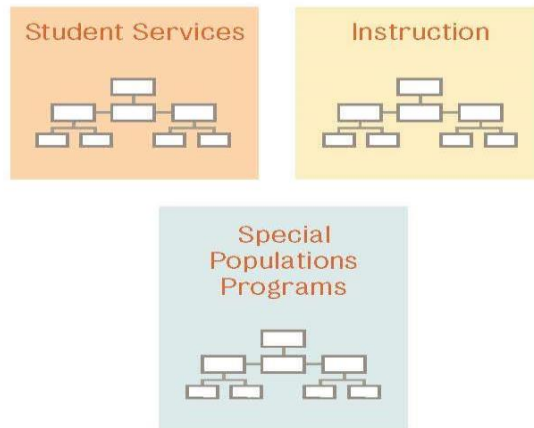 Student Services
Instruction
Special
Populations
Programs